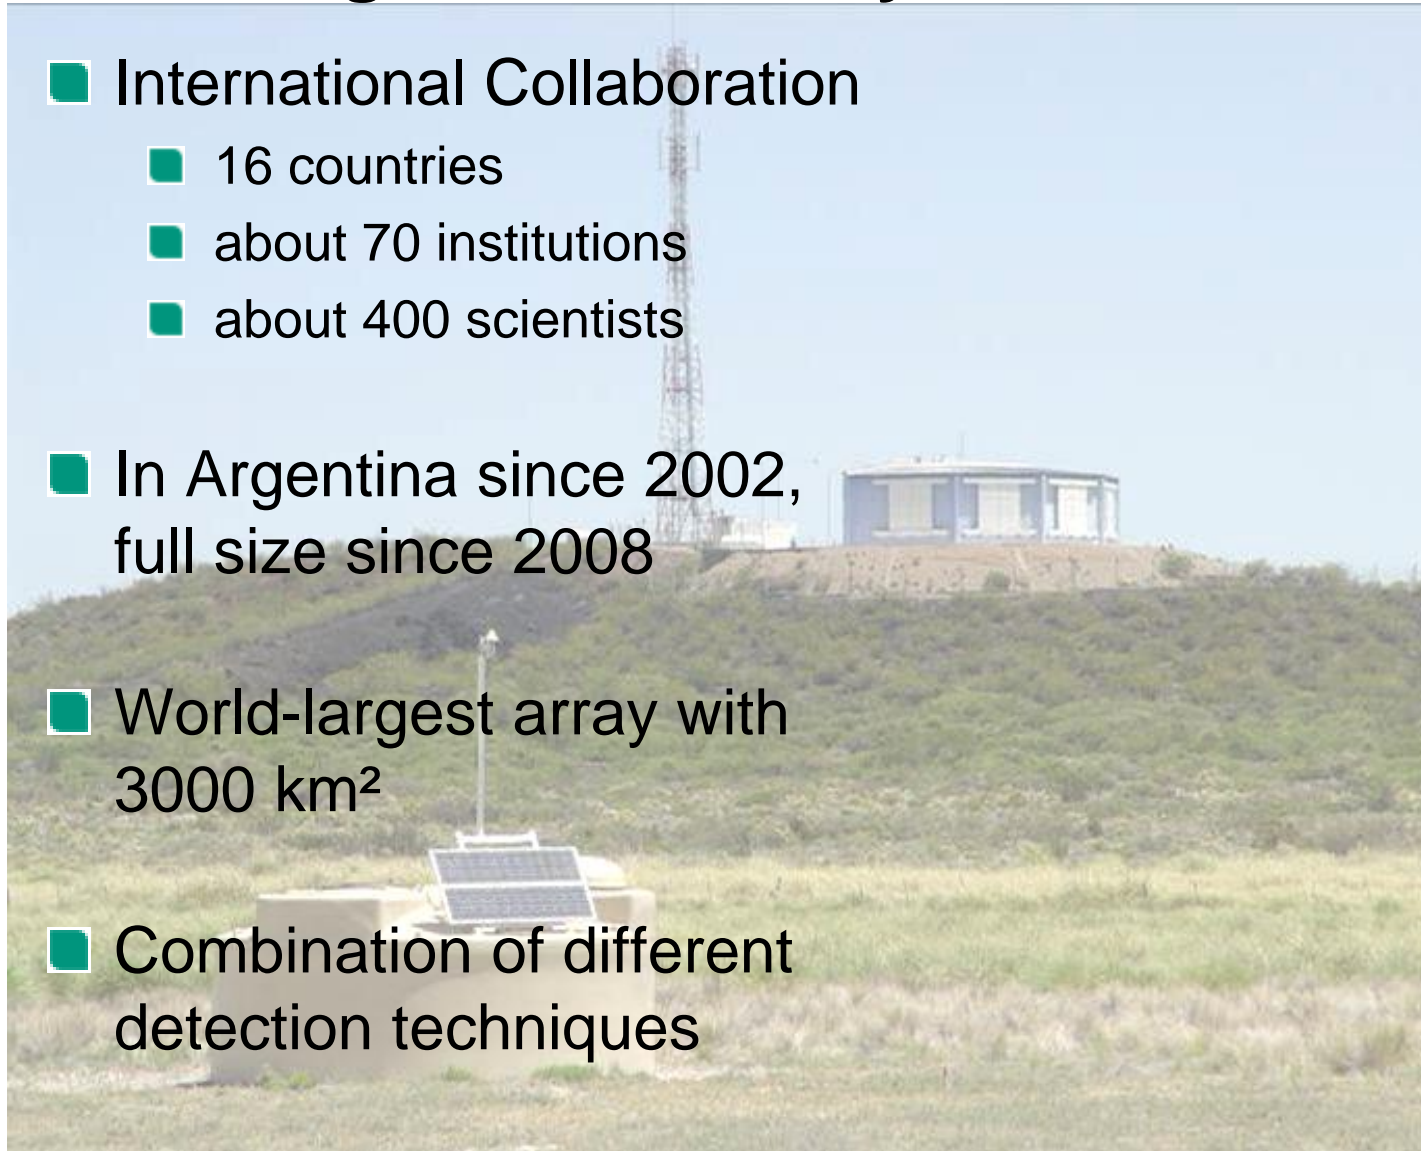 International Collaboration
16 countries
about 70 institutions
about 400 scientists
In Argentina since 2002,
full size since 2008
World-largest array with
3000 km²
Combination of different
detection techniques